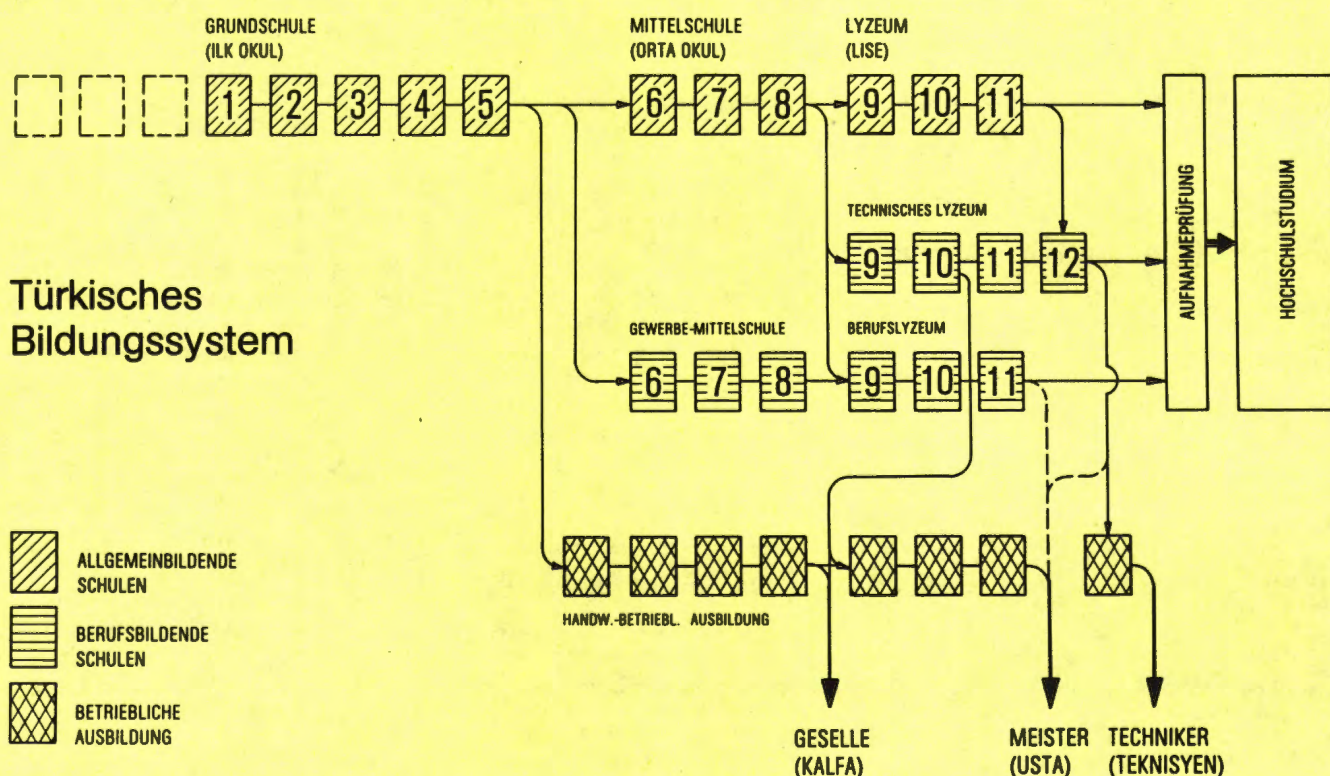 GRUNDSCHULE
(ILK OKUL)
MITTELSCHULE
(ORTA OKUL)
LYZEUM
(LISE)
1 2 3 4 5 6 7 8 9 10 11
TECHNISCHES LYZEUM
9 10 11 12
Türkisches
Bildungssystem
GEWERBE-MITTELSCHULE
BERUFSLYZEUM
6 7 8 9 10 11
AUFNAHMEPRÜFUNG
HOCHSCHULSTUDIUM
ALLGEMEINBILDENDE
SCHULEN
BERUFSBILDENDE
SCHULEN
BETRIEBLICHE
AUSBILDUNG
HANDW.-BETRIEBL. AUSBILDUNG
GESELLE
(KALFA)
MEISTER
(USTA)
TECHNIKER
(TEKNISYEN)